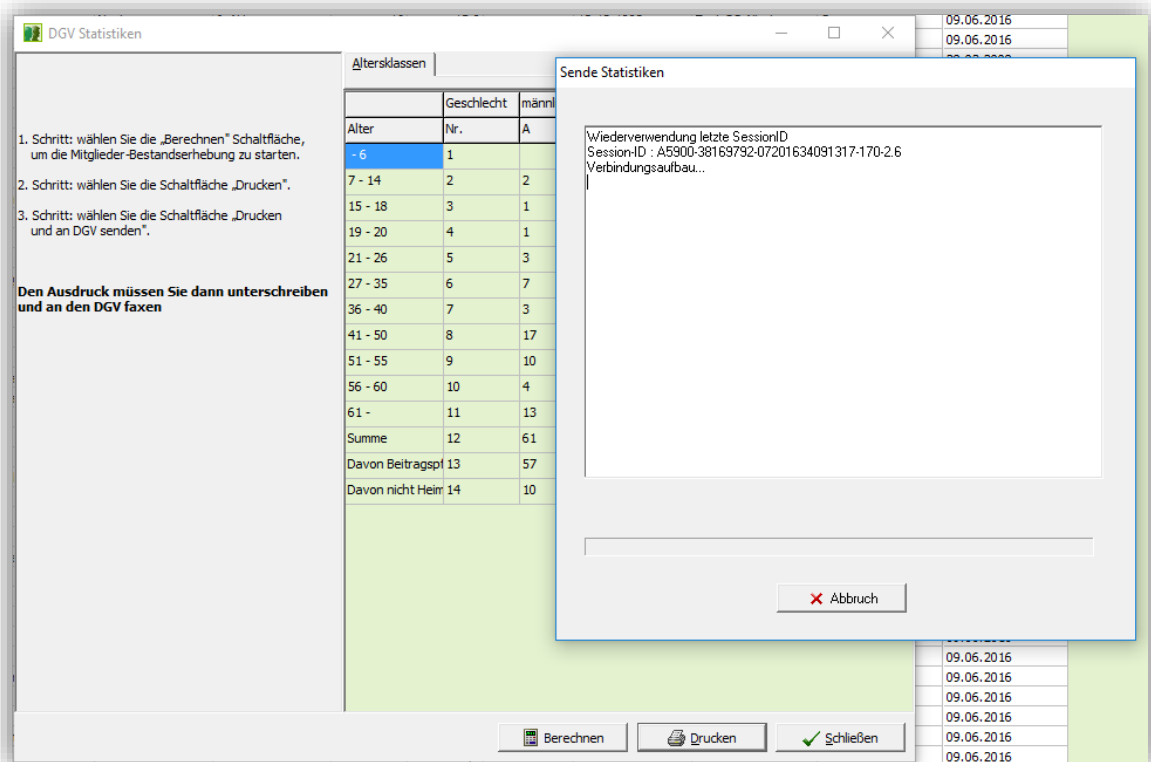 09.06.2016
DGV Statistiken
09.06.2016
1. Schritt: wählen Sie die „Berechnen" Schaltfläche,
um die Mitglieder-Bestandserhebung zu starten.
2. Schritt: wählen Sie die Schaltfläche „Drucken".
3. Schritt: wählen Sie die Schaltfläche „Drucken
und an DGV senden".
Den Ausdruck müssen Sie dann unterschreiben
und an den DGV faxen
Altersklassen
Geschlecht männl
Alter Nr. A
- 6 1
7 - 14 2 2
15 - 18 3 1
19 - 20 4 1
21 - 26 5 3
27 - 35 6 7
36 - 40 7 3
41 - 50 8 17
51 - 55 9 10
56 - 60 10 4
61 - 11 13
Summe 12 61
Davon Beitragspf 13 57
Davon nicht Heim 14 10
Sende Statistiken
Wiederverwendung letzte SessionID
Session-ID : A5900-38169792-07201634091317-170-2.6
Verbindungsaufbau...
Abbruch
09.06.2016
09.06.2016
09.06.2016
09.06.2016
09.06.2016
09.06.2016
Berechnen Drucken Schließen